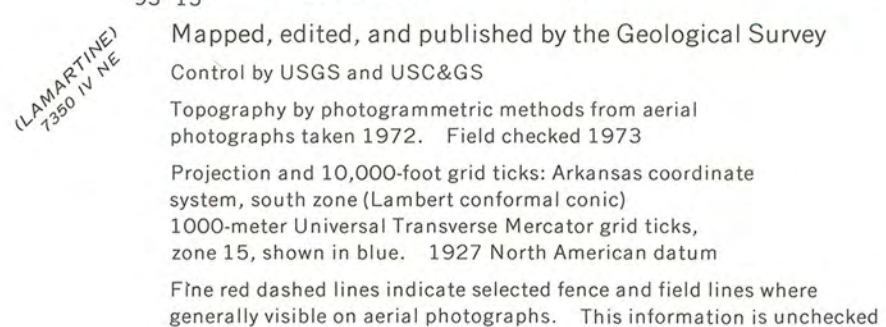 (LAMARTINE)
7350 IV NE
Mapped, edited, and published by the Geological Survey
Control by USGS and USC&GS
Topography by photogrammetric methods from aerial
photographs taken 1972. Field checked 1973
Projection and 10,000-foot grid ticks: Arkansas coordinate
system, south zone (Lambert conformal conic)
1000-meter Universal Transverse Mercator grid ticks,
zone 15, shown in blue. 1927 North American datum
Fine red dashed lines indicate selected fence and field lines where
generally visible on aerial photographs. This information is unchecked